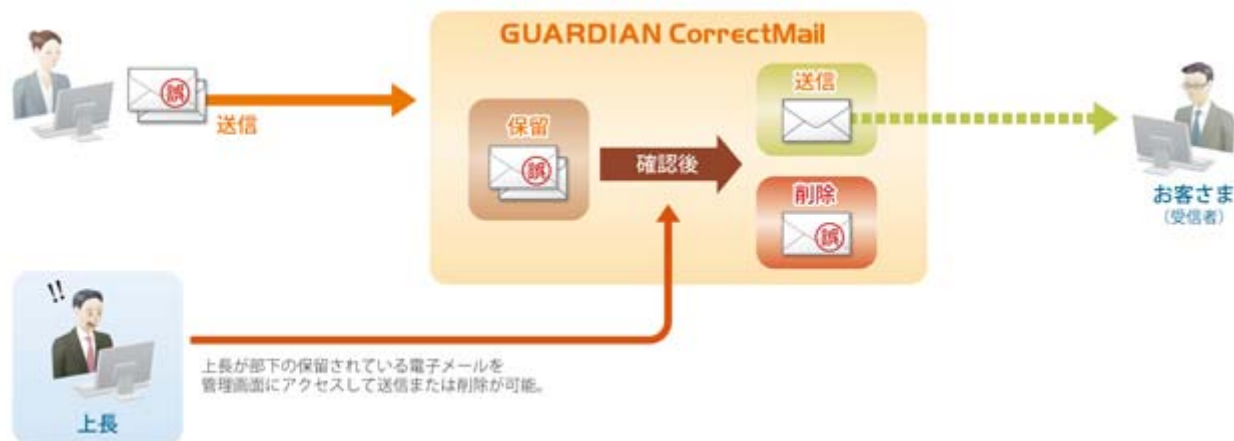 GUARDIAN CorrectMail
誤
送信
保留
誤
確認後
送信
削除
誤
お客さま
(受信者)
!!
上長
上長が部下の保留されている電子メールを
管理画面にアクセスして送信または削除が可能。